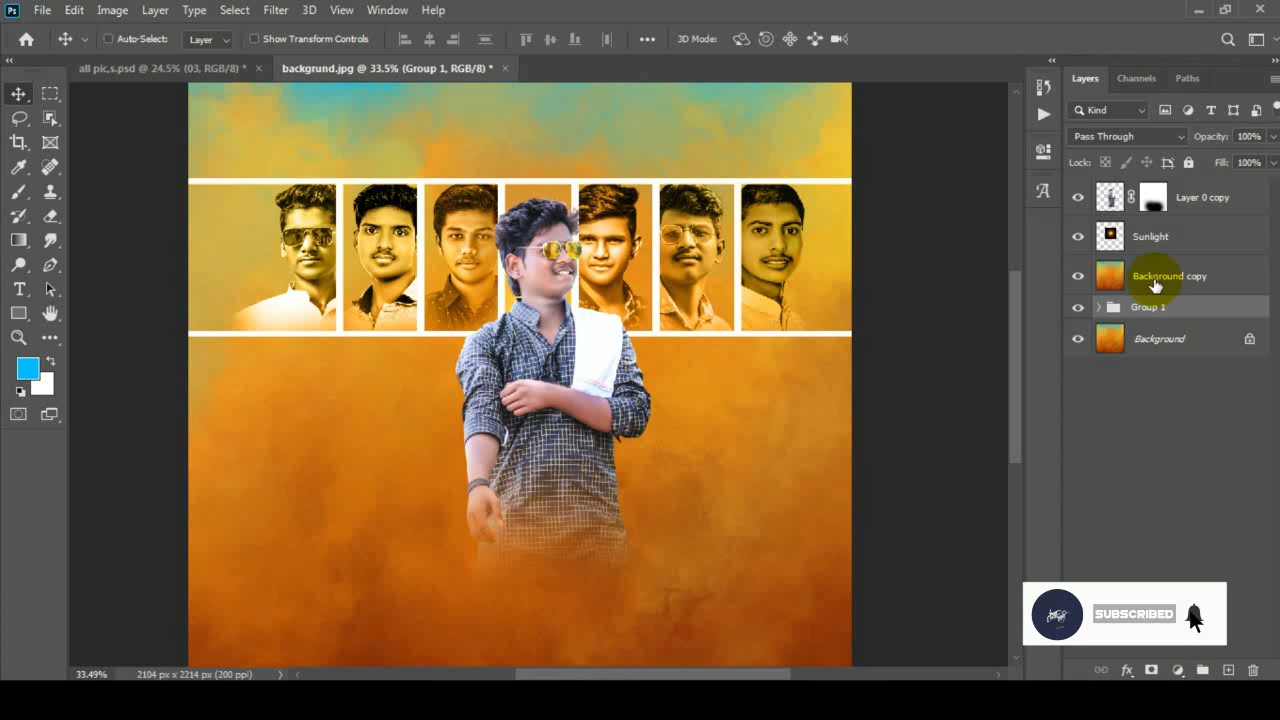 Ps File Edit Image Layer Type Select Filter 3D View Window Help
Auto-Select: Layer Show Transform Controls 3D Mode:
all pic,s.psd @ 24.5% (03, RGB/8) * × backgrund.jpg @ 33.5% (Group 1, RGB/8) * ×
Layers Channels Paths
Kind
Pass Through Opacity: 100%
Lock: Fill: 100%
Layer 0 copy
Sunlight
Background copy
Group 1
Background
SUBSCRIBED
33.49% 2104 px x 2214 px (200 ppi)